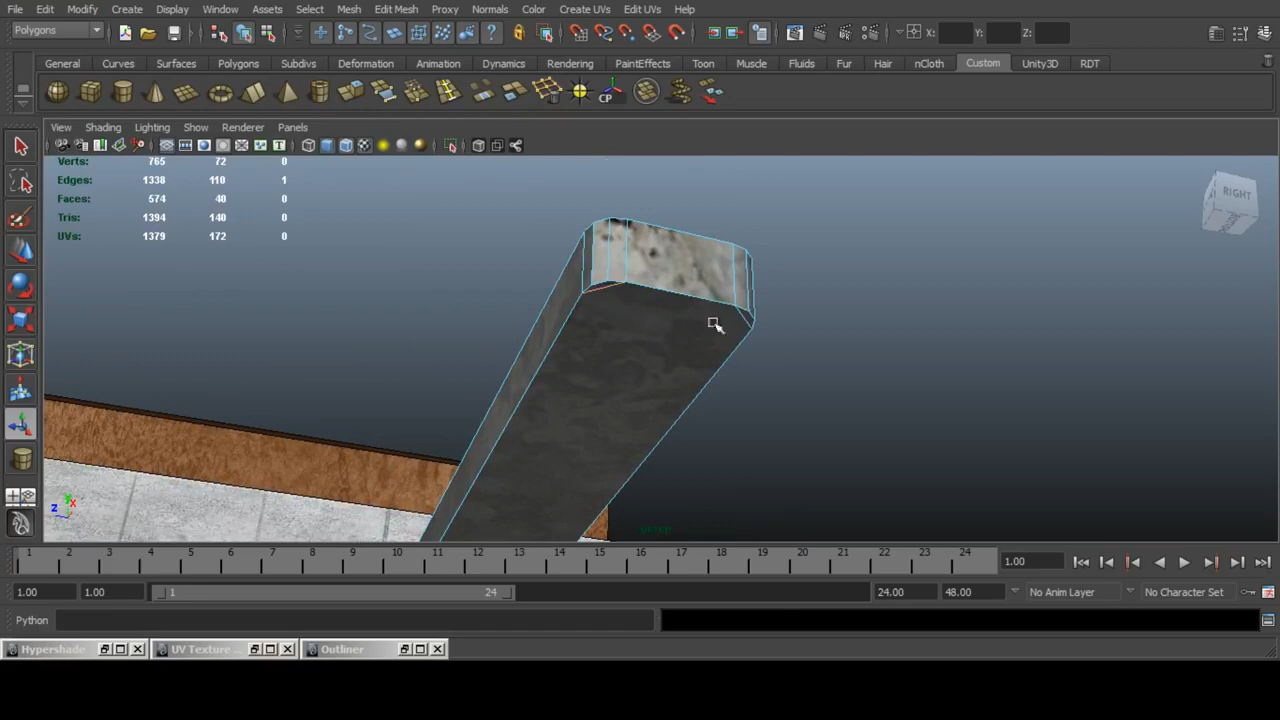 File Edit Modify Create Display Window Assets Select Mesh Edit Mesh Proxy Normals Color Create UVs Edit UVs Help
Polygons X: Y: Z:
General Curves Surfaces Polygons Subdivs Deformation Animation Dynamics Rendering PaintEffects Toon Muscle Fluids Fur Hair nCloth Custom Unity3D RDT
CP
View Shading Lighting Show Renderer Panels
Verts: 765 72 0
Edges: 1338 110 1
Faces: 574 40 0
Tris: 1394 140 0
UVs: 1379 172 0
RIGHT
y
z x
1 2 3 4 5 6 7 8 9 10 11 12 13 14 15 16 17 18 19 20 21 22 23 24 1.00
1.00 1.00 1 24 24.00 48.00 No Anim Layer No Character Set
Python
Hypershade UV Texture ... Outliner